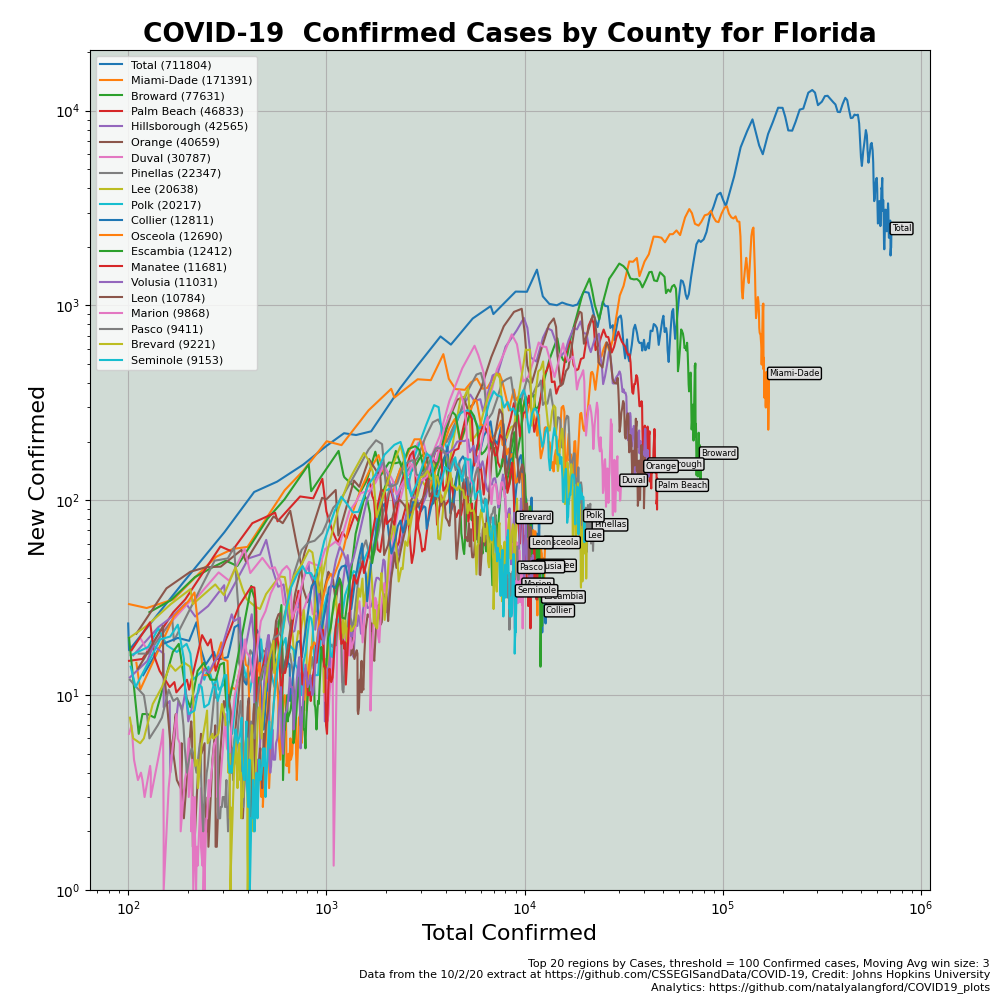 COVID-19  Confirmed Cases by County for Florida
Total (711804)
Miami-Dade (171391)
Broward (77631)
Palm Beach (46833)
Hillsborough (42565)
Orange (40659)
Duval (30787)
Pinellas (22347)
Lee (20638)
Polk (20217)
Collier (12811)
Osceola (12690)
Escambia (12412)
Manatee (11681)
Volusia (11031)
Leon (10784)
Marion (9868)
Pasco (9411)
Brevard (9221)
Seminole (9153)
New Confirmed
10⁴
10³
10²
10¹
10⁰
Total
Miami-Dade
Broward
Orange
rough
Duval
Palm Beach
Brevard
Polk
Pinellas
Lee
Leon
sceola
Pasco
usia
ee
Marion
Seminole
cambia
Collier
10²
10³
10⁴
10⁵
10⁶
Total Confirmed
Top 20 regions by Cases, threshold = 100 Confirmed cases, Moving Avg win size: 3
Data from the 10/2/20 extract at https://github.com/CSSEGISandData/COVID-19, Credit: Johns Hopkins University
Analytics: https://github.com/natalyalangford/COVID19_plots